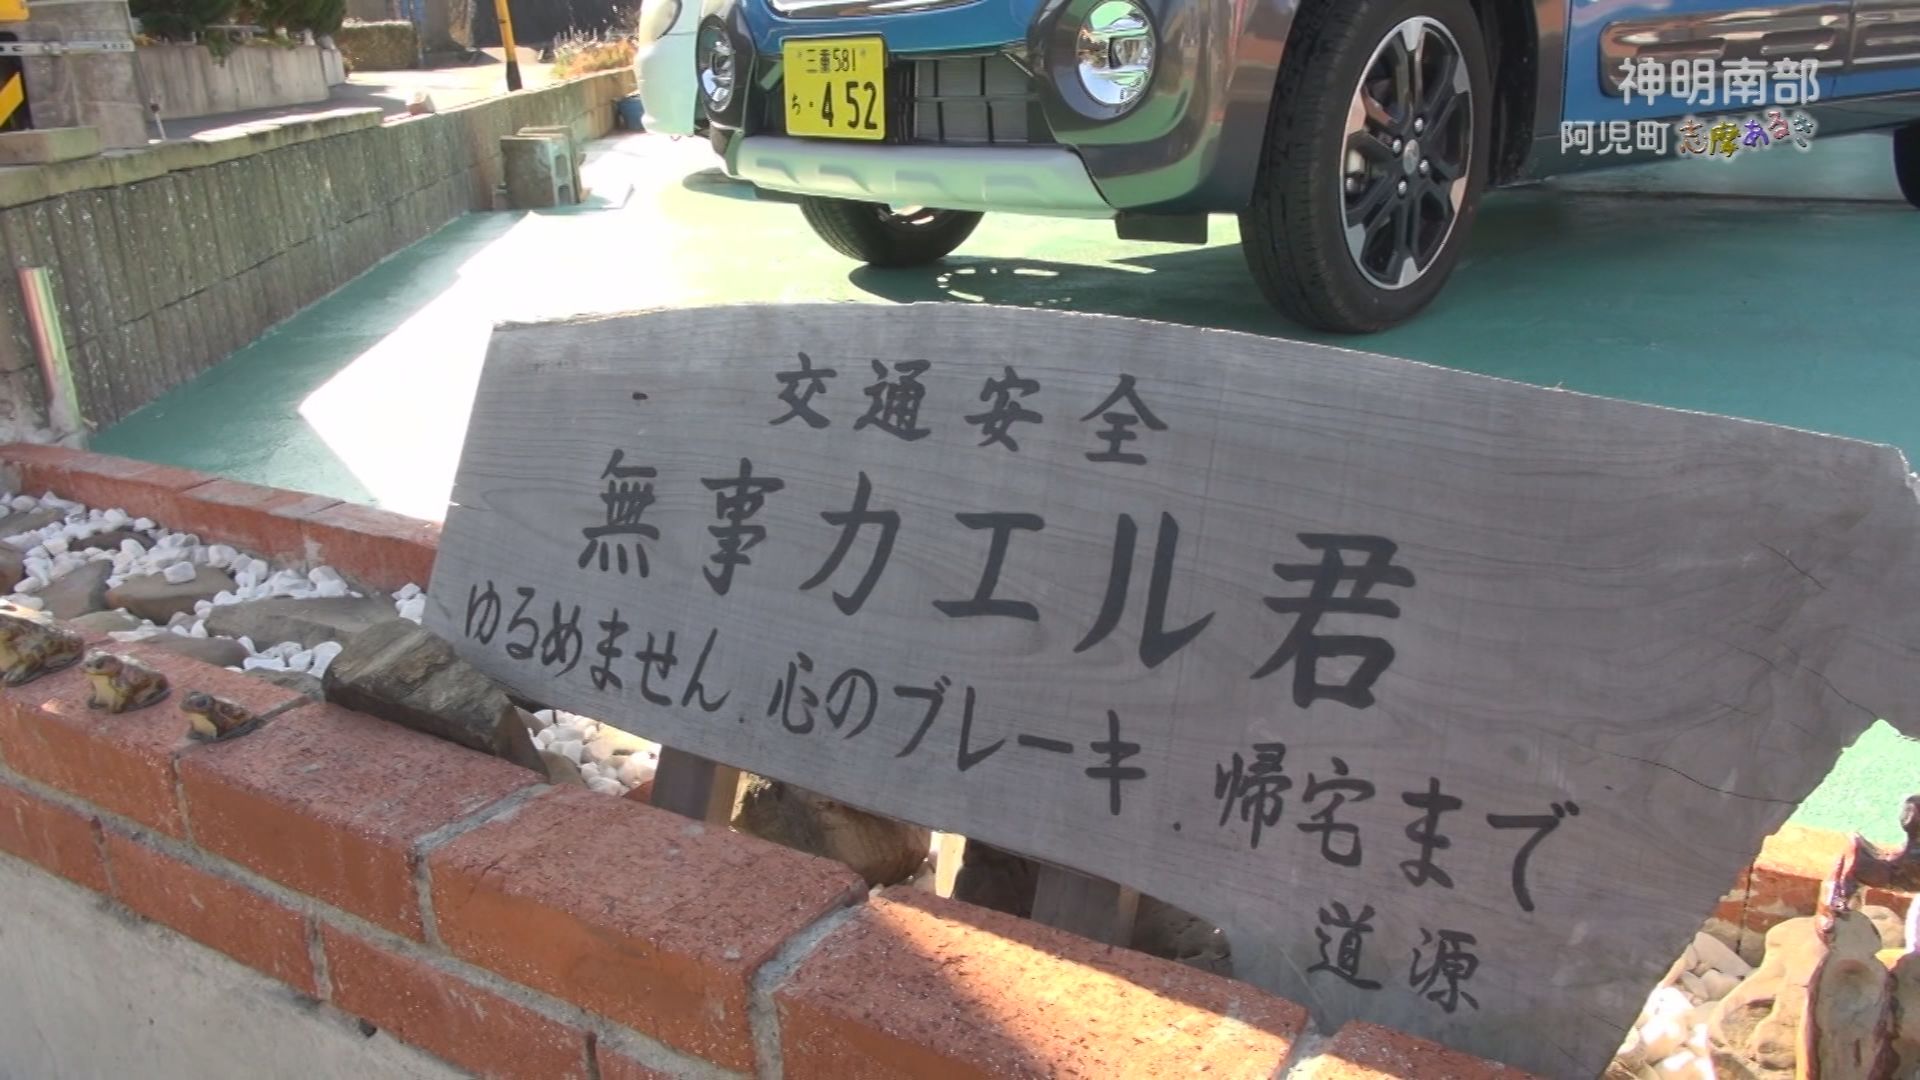 三重581
ち・452
神明南部
阿児町 志摩あるき
交通安全
無事カエル君
ゆるめません.心のブレーキ.帰宅まで
道源